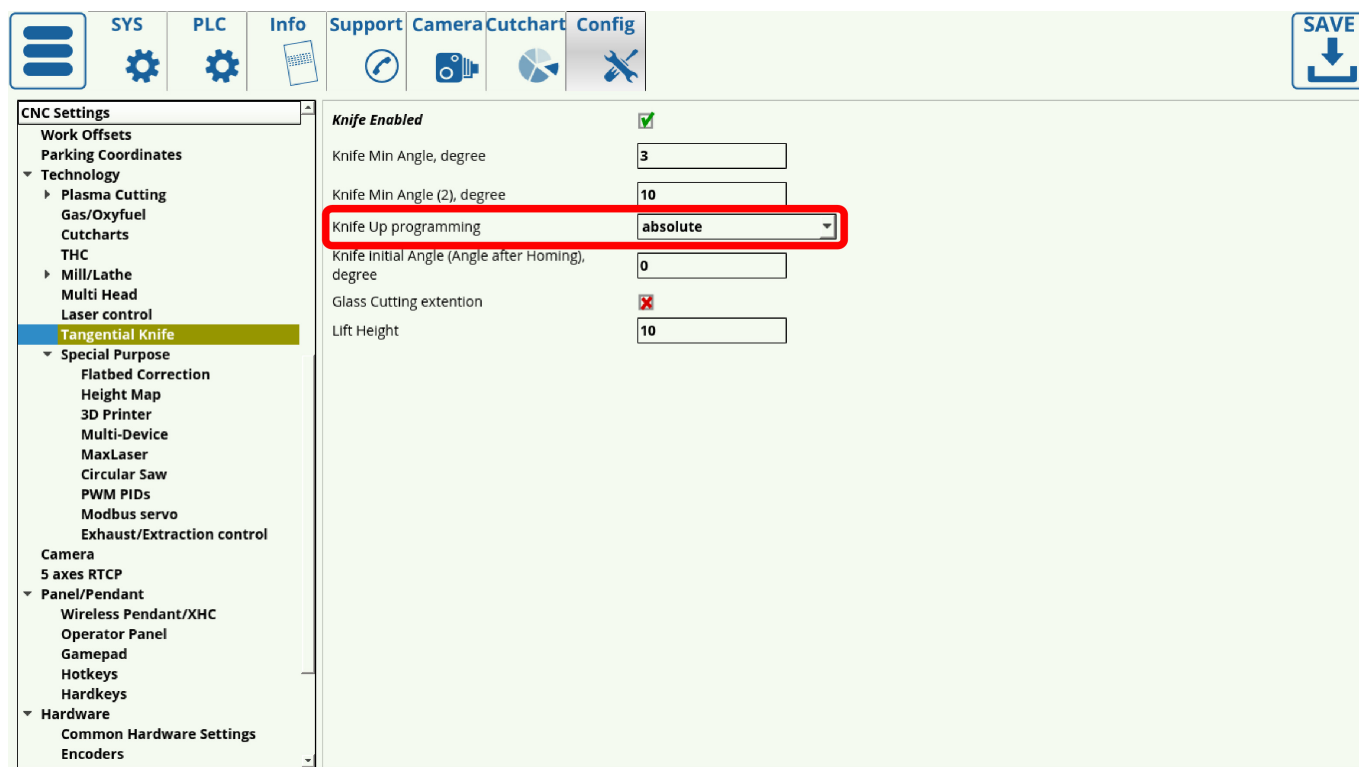 SYS PLC Info Support Camera Cutchart Config SAVE
CNC Settings
Work Offsets
Parking Coordinates
Technology
Plasma Cutting
Gas/Oxyfuel
Cutcharts
THC
Mill/Lathe
Multi Head
Laser control
Tangential Knife
Special Purpose
Flatbed Correction
Height Map
3D Printer
Multi-Device
MaxLaser
Circular Saw
PWM PIDs
Modbus servo
Exhaust/Extraction control
Camera
5 axes RTCP
Panel/Pendant
Wireless Pendant/XHC
Operator Panel
Gamepad
Hotkeys
Hardkeys
Hardware
Common Hardware Settings
Encoders
Knife Enabled
Knife Min Angle, degree 3
Knife Min Angle (2), degree 10
Knife Up programming absolute
Knife Initial Angle (Angle after Homing),
degree 0
Glass Cutting extention
Lift Height 10